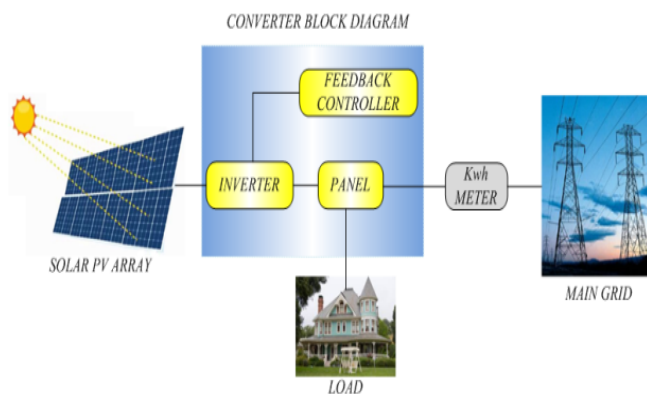 CONVERTER BLOCK DIAGRAM
FEEDBACK
CONTROLLER
INVERTER
PANEL
Kwh
METER
SOLAR PV ARRAY
MAIN GRID
LOAD